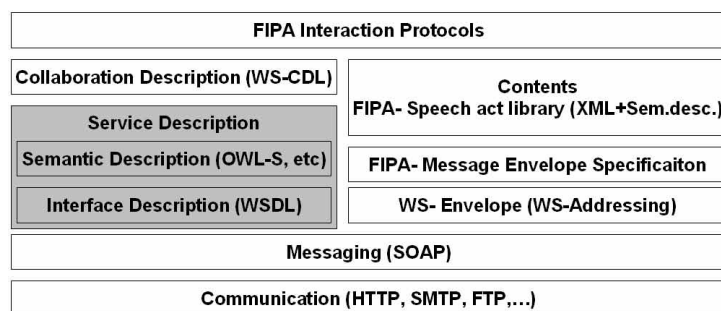 FIPA Interaction Protocols
Collaboration Description (WS-CDL)
Service Description
Semantic Description (OWL-S, etc)
Interface Description (WSDL)
Contents
FIPA- Speech act library (XML+Sem.desc.)
FIPA- Message Envelope Specificaiton
WS- Envelope (WS-Addressing)
Messaging (SOAP)
Communication (HTTP, SMTP, FTP,…)